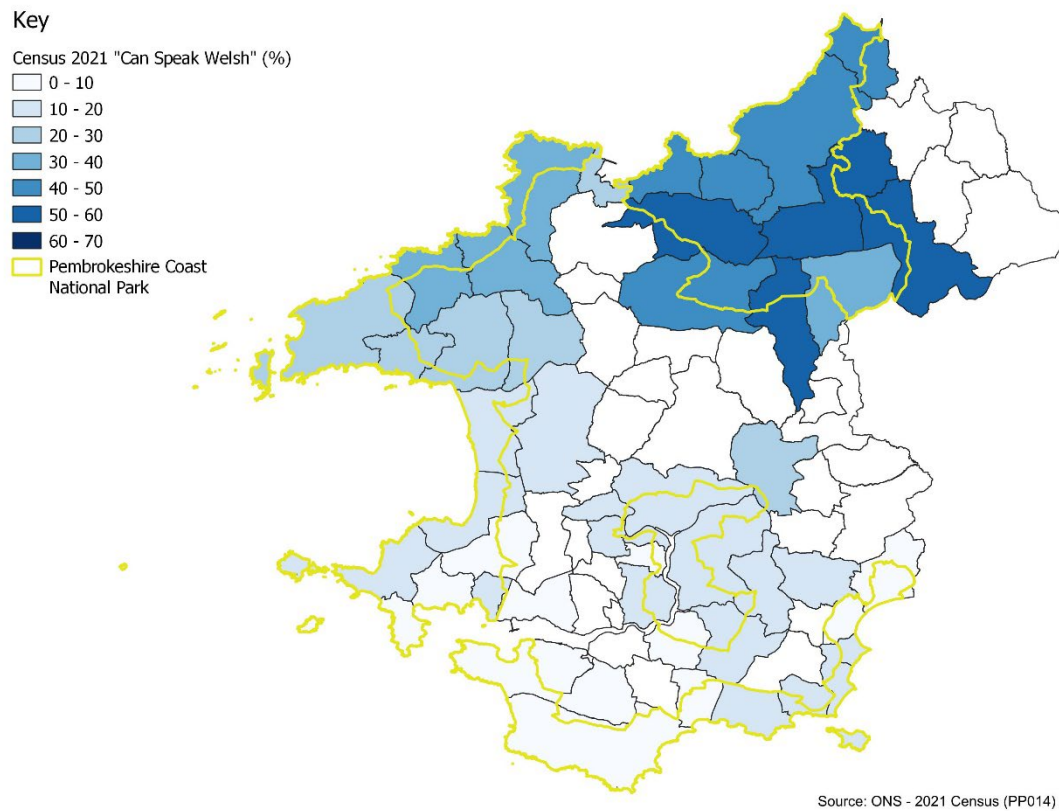 Key
Census 2021 "Can Speak Welsh" (%)
0 - 10
10 - 20
20 - 30
30 - 40
40 - 50
50 - 60
60 - 70
Pembrokeshire Coast
National Park
Source: ONS - 2021 Census (PP014)